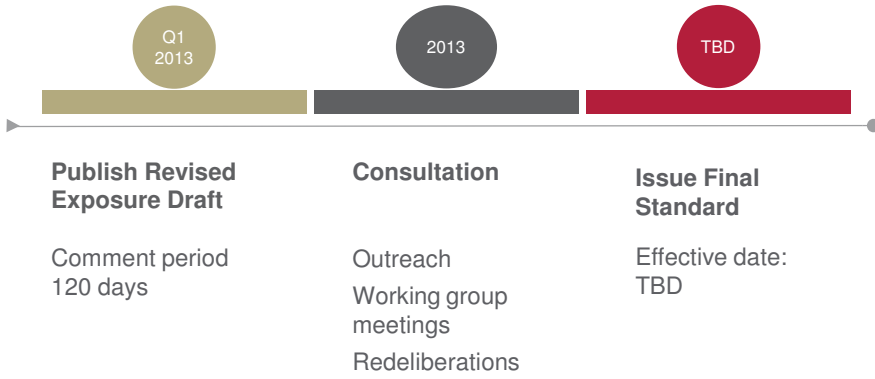 Q1
2013
2013
TBD
Publish Revised
Exposure Draft
Comment period
120 days
Consultation
Outreach
Working group
meetings
Redeliberations
Issue Final
Standard
Effective date:
TBD